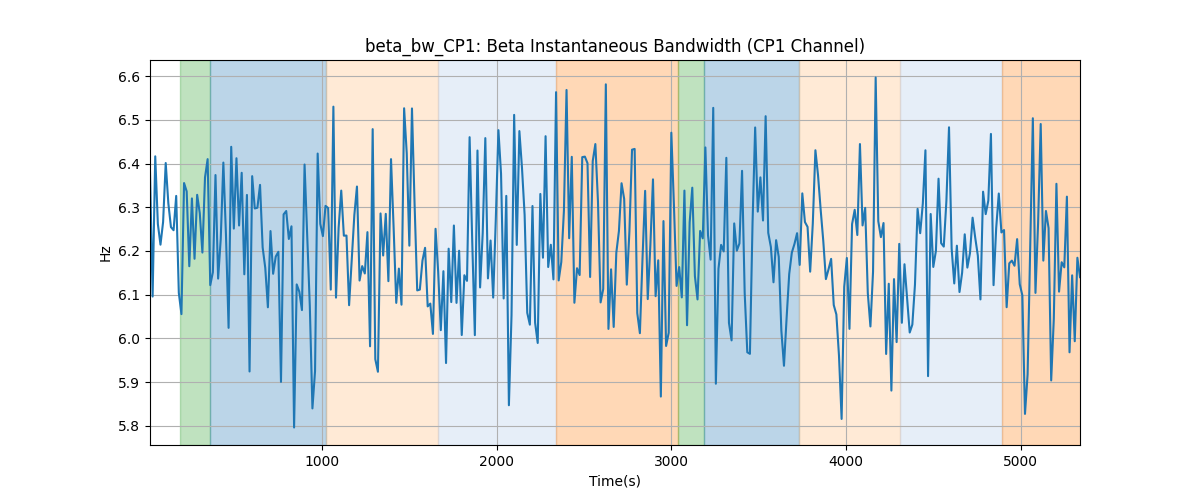 beta_bw_CP1: Beta Instantaneous Bandwidth (CP1 Channel)
6.6
6.5
6.4
6.3
6.2
6.1
6.0
5.9
5.8
Hz
1000 2000 3000 4000 5000
Time(s)